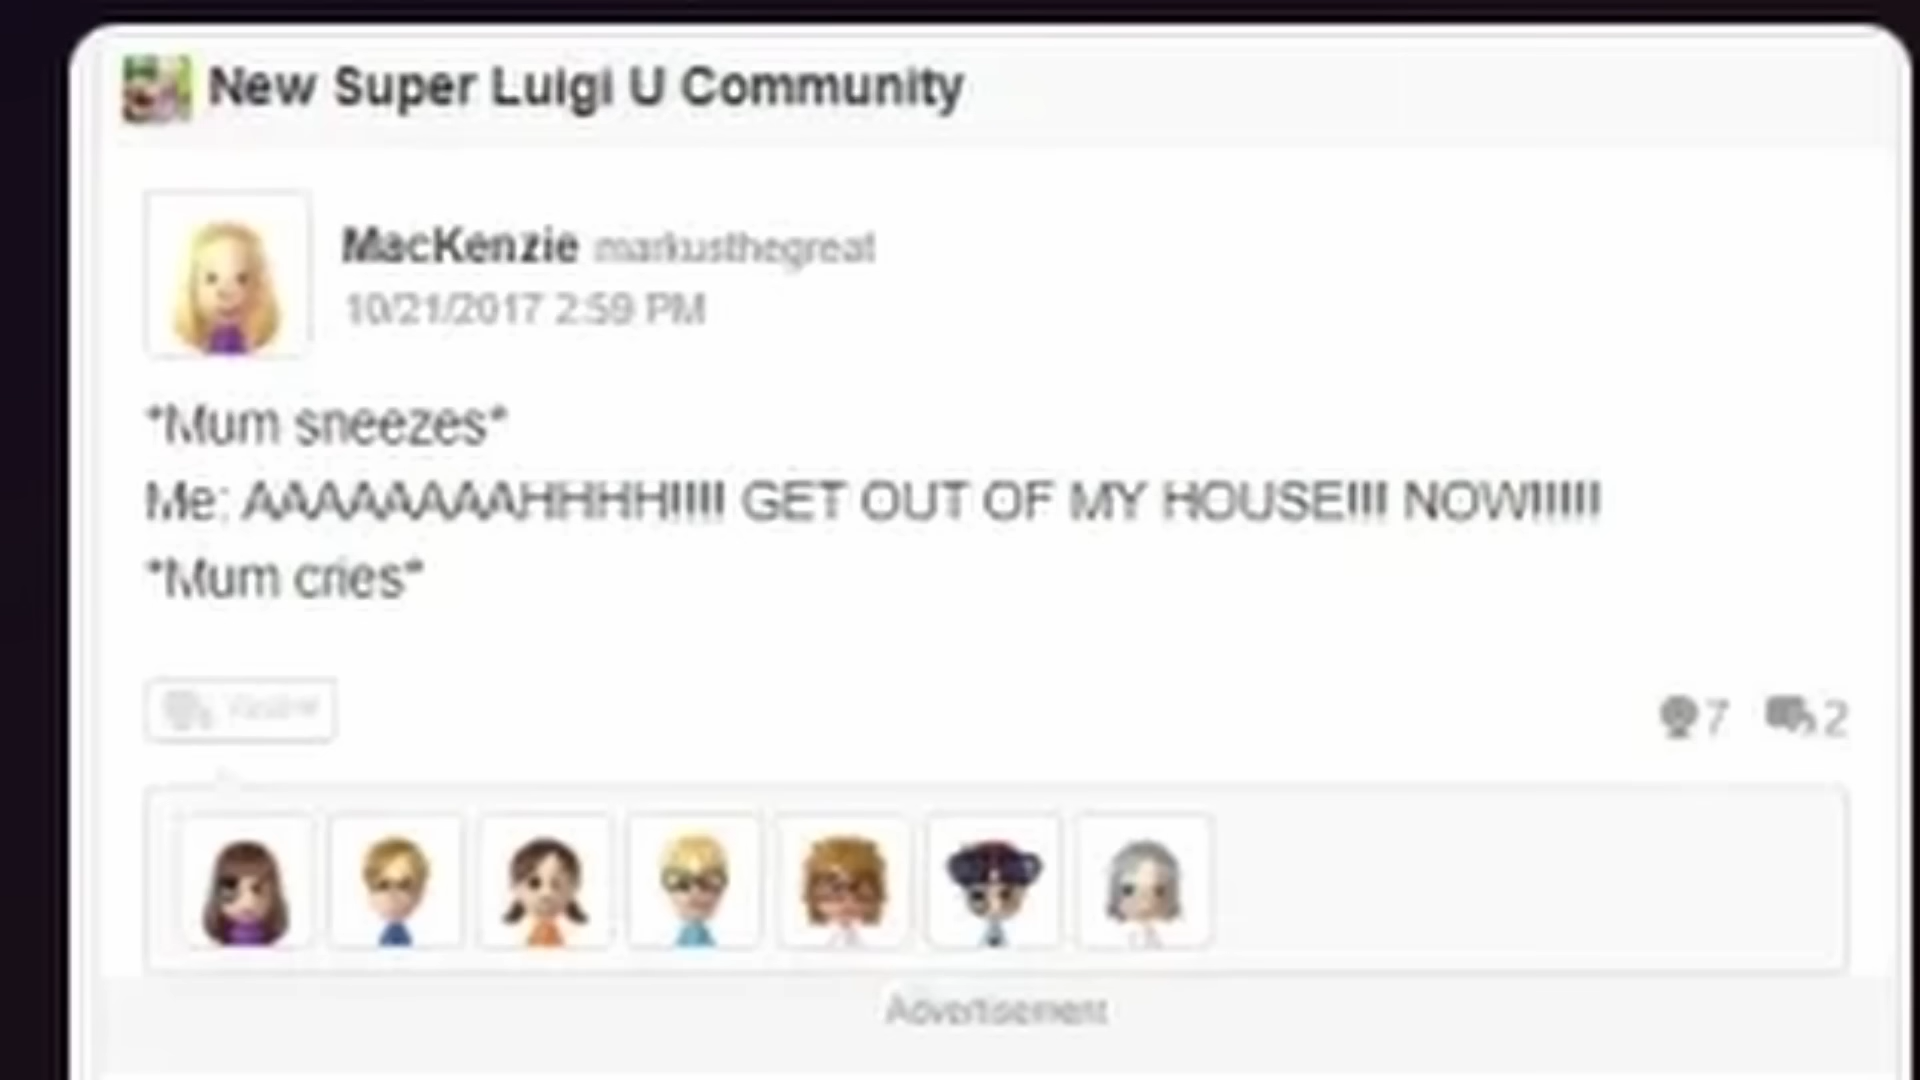 New Super Luigi U Community
MacKenzie markusthegreat
10/21/2017 2:59 PM
*Mum sneezes*
Me: AAAAAAAAHHHH!!!! GET OUT OF MY HOUSE!!! NOW!!!!!
*Mum cries*
7 2
Advertisement